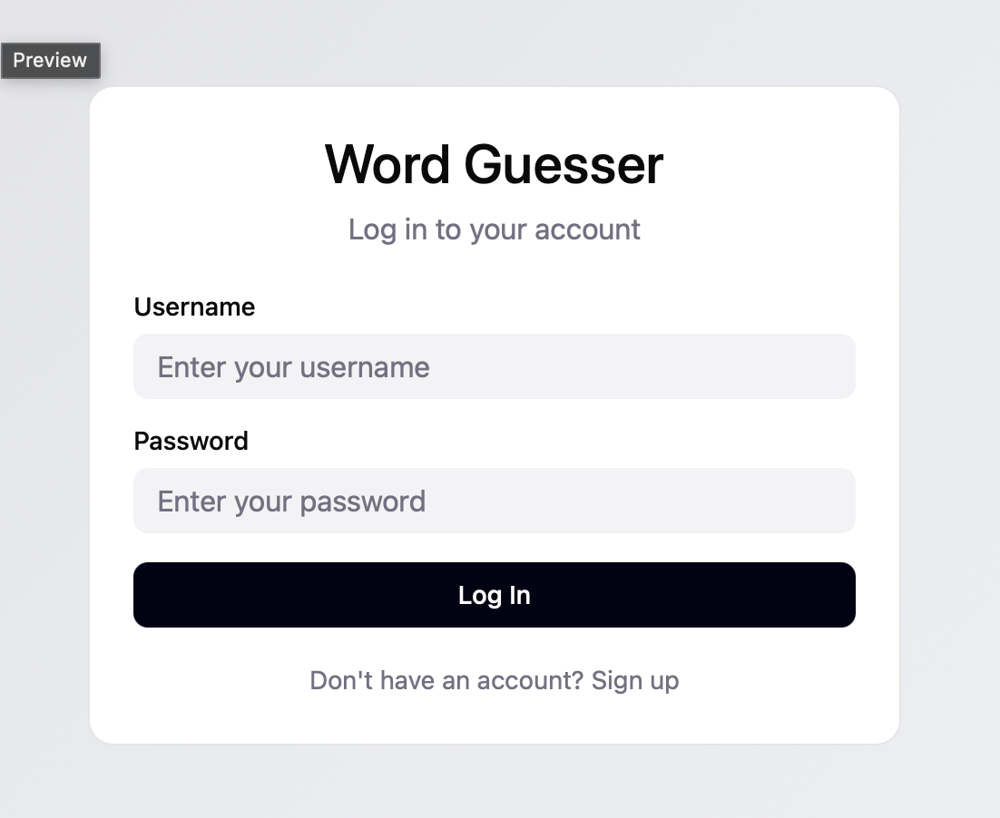 Preview
Word Guesser
Log in to your account
Username
Enter your username
Password
Enter your password
Log In
Don't have an account? Sign up